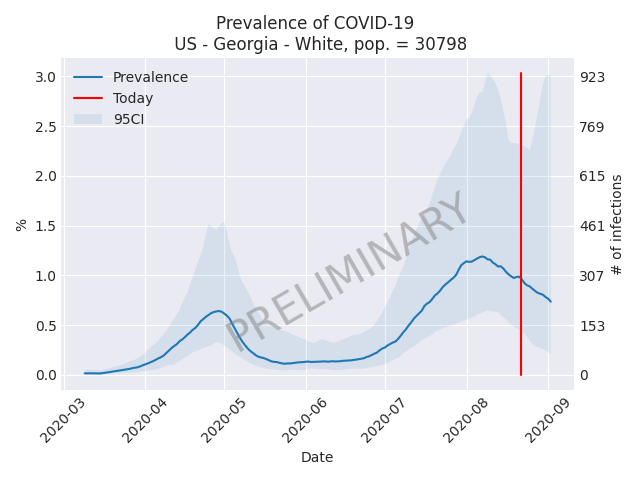 Prevalence of COVID-19
US - Georgia - White, pop. = 30798
Prevalence
Today
95CI
%
3.0
2.5
2.0
1.5
1.0
0.5
0.0
923
769
615
461
307
153
0
# of infections
PRELIMINARY
2020-03
2020-04
2020-05
2020-06
2020-07
2020-08
2020-09
Date